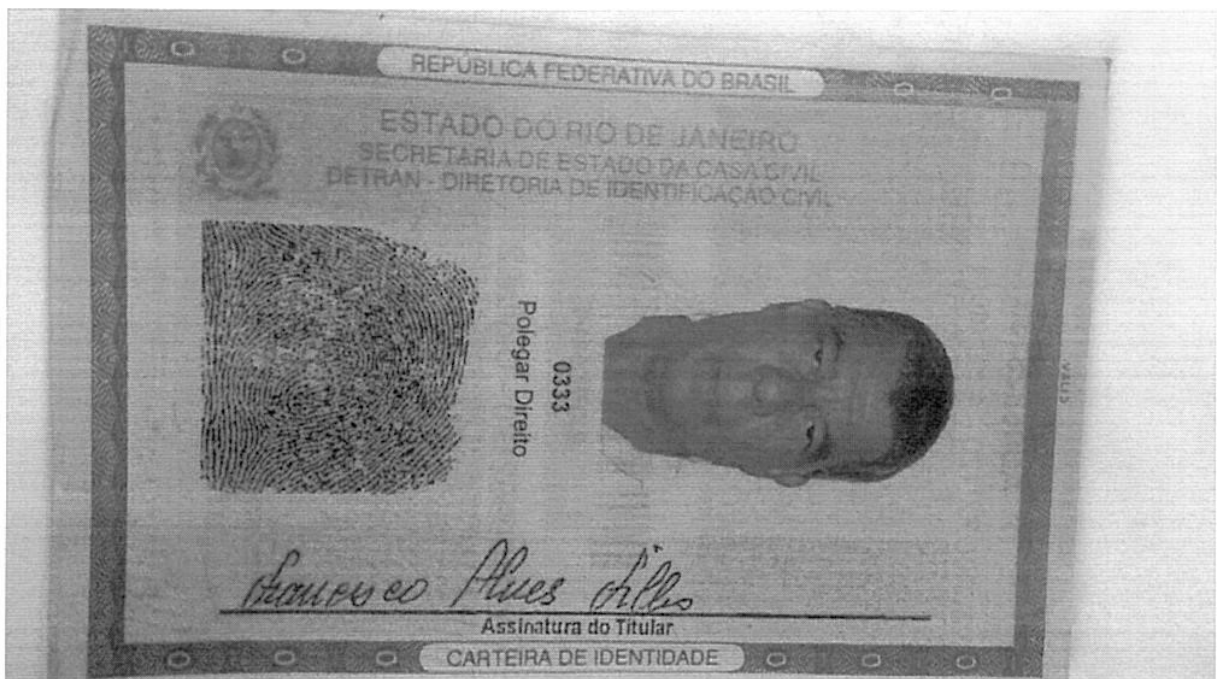 REPÚBLICA FEDERATIVA DO BRASIL
ESTADO DO RIO DE JANEIRO
SECRETARIA DE ESTADO DA CASA CIVIL
DETRAN - DIRETORIA DE IDENTIFICAÇÃO CIVIL
0333
Polegar Direito
Francisco Alves Filho
Assinatura do Titular
CARTEIRA DE IDENTIDADE